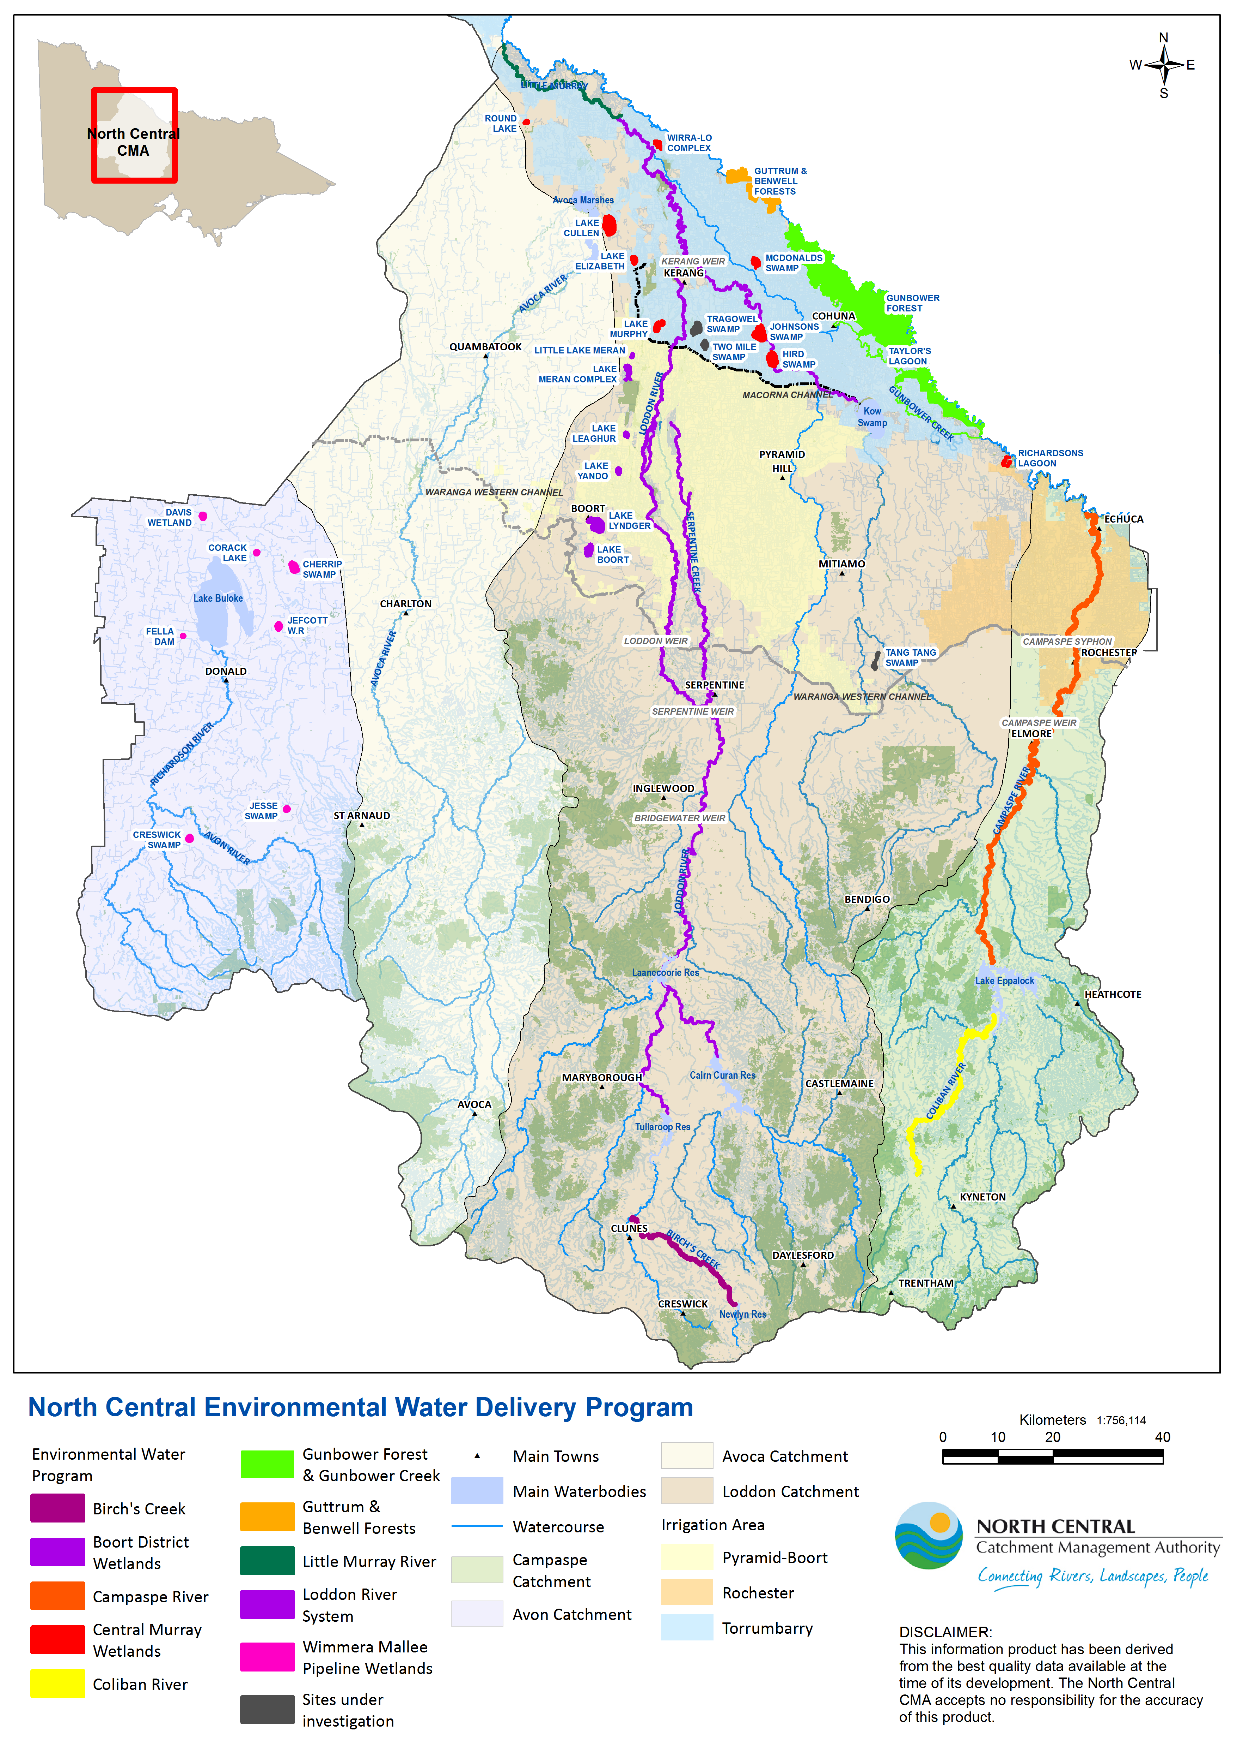 N
W
E
S
North Central
CMA
LITTLE MURRAY
ROUND
LAKE
WIRRA-LO
COMPLEX
GUTTRUM &
BENWELL
FORESTS
Avoca Marshes
LAKE
CULLEN
LAKE
ELIZABETH
KERANG WEIR
KERANG
MCDONALDS
SWAMP
AVOCA RIVER
GUNBOWER
FOREST
COHUNA
LAKE
MURPHY
TRAGOWEL
SWAMP
JOHNSONS
SWAMP
QUAMBATOOK
LITTLE LAKE MERAN
TWO MILE
SWAMP
HIRD
SWAMP
TAYLOR'S
LAGOON
LAKE
MERAN COMPLEX
LODDON RIVER
MACORNA CHANNEL
GUNBOWER CREEK
Kow
Swamp
LAKE
LEAGHUR
PYRAMID
HILL
RICHARDSONS
LAGOON
LAKE
YANDO
WARANGA WESTERN CHANNEL
BOORT
LAKE
LYNDGER
DAVIS
WETLAND
ECHUCA
SERPENTINE CREEK
LAKE
BOORT
CORACK
LAKE
CHERRIP
SWAMP
MITIAMO
Lake Buloke
CHARLTON
JEFCOTT
W.R
FELLA
DAM
AVOCA RIVER
LODDON WEIR
CAMPASPE SYPHON
ROCHESTER
TANG TANG
SWAMP
DONALD
SERPENTINE
WARANGA WESTERN CHANNEL
SERPENTINE WEIR
CAMPASPE WEIR
ELMORE
RICHARDSON RIVER
INGLEWOOD
CAMPASPE RIVER
JESSE
SWAMP
ST ARNAUD
BRIDGEWATER WEIR
CRESWICK
SWAMP
AVON RIVER
LODDON RIVER
BENDIGO
Laanecoorie Res
Lake Eppalock
HEATHCOTE
MARYBOROUGH
Cairn Curan Res
CASTLEMAINE
COLIBAN RIVER
AVOCA
Tullaroop Res
KYNETON
CLUNES
BIRCH'S CREEK
DAYLESFORD
TRENTHAM
CRESWICK
Newlyn Res
North Central Environmental Water Delivery Program
Environmental Water
Program
Birch's Creek
Boort District
Wetlands
Campaspe River
Central Murray
Wetlands
Coliban River
Gunbower Forest
& Gunbower Creek
Guttrum &
Benwell Forests
Little Murray River
Loddon River
System
Wimmera Mallee
Pipeline Wetlands
Sites under
investigation
Main Towns
Main Waterbodies
Watercourse
Campaspe
Catchment
Avon Catchment
Avoca Catchment
Loddon Catchment
Irrigation Area
Pyramid-Boort
Rochester
Torrumbarry
Kilometers 1:756,114
0 10 20 40
NORTH CENTRAL
Catchment Management Authority
Connecting Rivers, Landscapes, People
DISCLAIMER:
This information product has been derived
from the best quality data available at the
time of its development. The North Central
CMA accepts no responsibility for the accuracy
of this product.